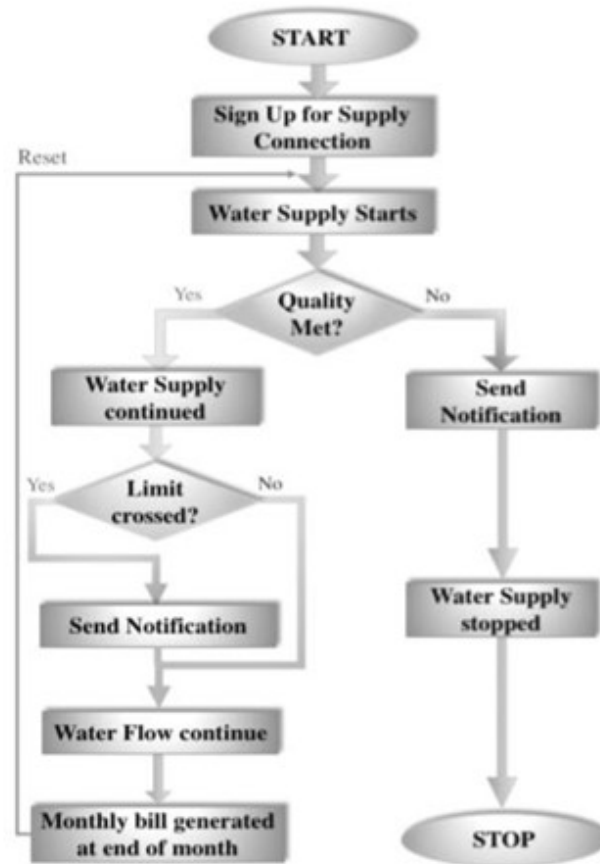 START
Sign Up for Supply
Connection
Reset
Water Supply Starts
Yes
Quality
Met?
No
Water Supply
continued
Send
Notification
Yes
Limit
crossed?
No
Send Notification
Water Supply
stopped
Water Flow continue
Monthly bill generated
at end of month
STOP